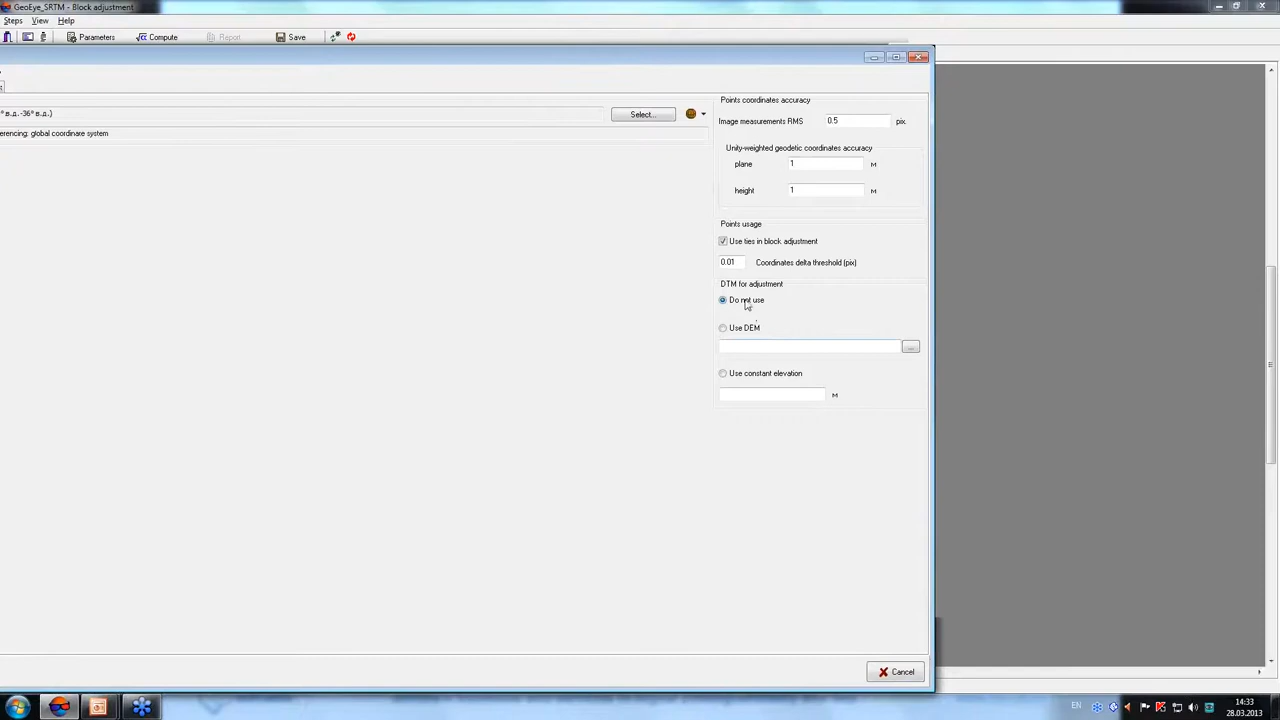 GeoEye_SRTM - Block adjustment
Steps View Help
Parameters Compute Report Save
Points coordinates accuracy
° в.д.-36° в.д.) Select...
Image measurements RMS 0.5 pix.
erencing: global coordinare system
Unity-weighted geodetic coordinates accuracy
plane 1 м
height 1 м
Points usage
Use ties in block adjustment
0.01 Coordinates delta threshold (pix)
DTM for adjustment
Do not use
Use DEM
...
Use constant elevation
м
Cancel
EN 14:33
28.03.2013